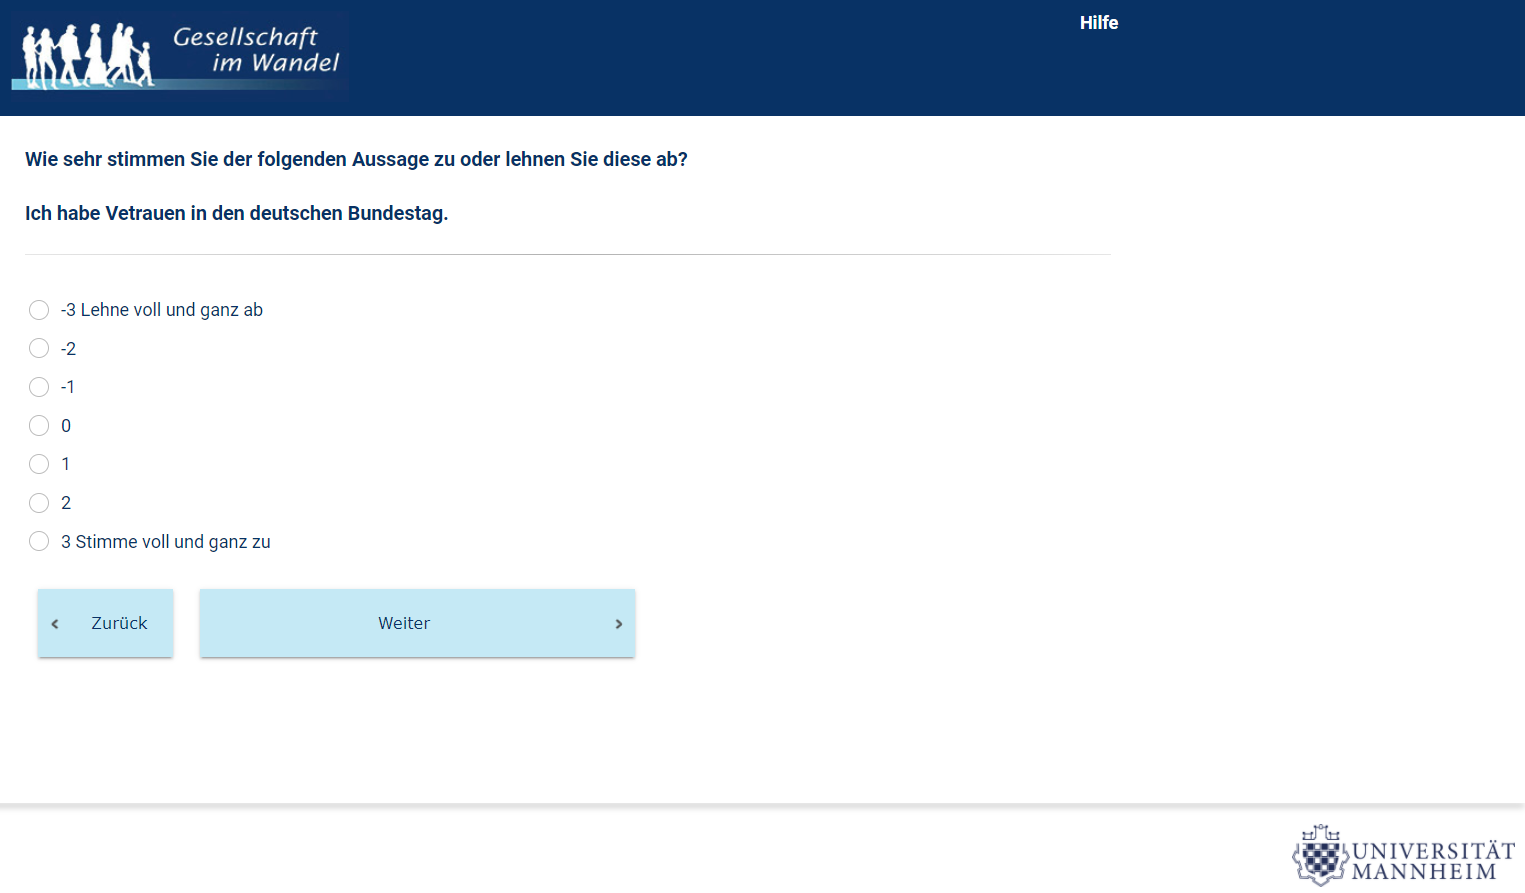 Gesellschaft
im Wandel
Hilfe
Wie sehr stimmen Sie der folgenden Aussage zu oder lehnen Sie diese ab?
Ich habe Vetrauen in den deutschen Bundestag.
-3 Lehne voll und ganz ab
-2
-1
0
1
2
3 Stimme voll und ganz zu
‹ Zurück
Weiter ›
UNIVERSITÄT
MANNHEIM